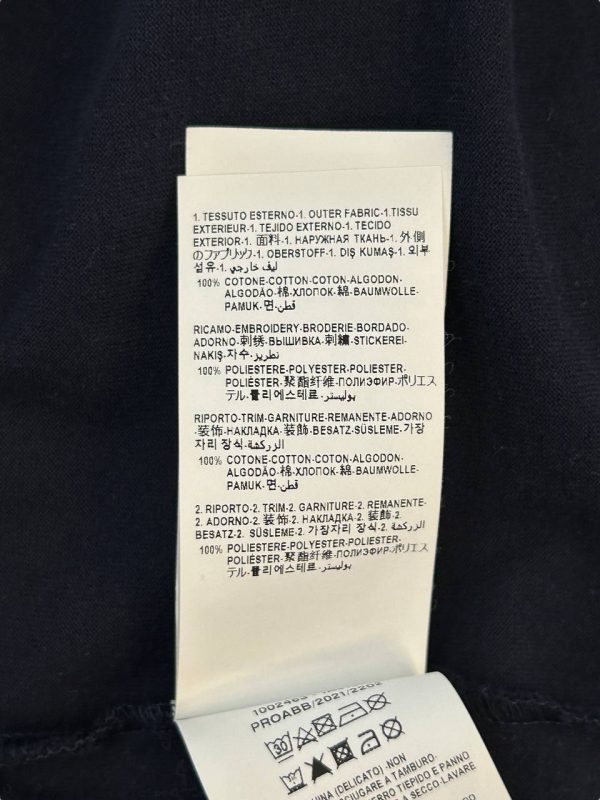 1. TESSUTO ESTERNO-1. OUTER FABRIC-1.TISSU
EXTERIEUR-1. TEJIDO EXTERNO-1. TECIDO
EXTERIOR-1. 面料-1. НАРУЖНАЯ ТКАНЬ-1. 外側
のファブリック-1. OBERSTOFF-1. DIŞ KUMAŞ-1. 외부
섬유-1. ليف خارجي
100% COTONE-COTTON-COTON-ALGODON-
ALGODÃO-棉-ХЛОПОК-綿-BAUMWOLLE-
PAMUK-면-قطن
RICAMO-EMBROIDERY-BRODERIE-BORDADO-
ADORNO-刺绣-ВЫШИВКА-刺繍-STICKEREI-
NAKIŞ-자수-تطريز
100% POLIESTERE-POLYESTER-POLIESTER-
POLIÉSTER-聚酯纤维-ПОЛИЭФИР-ポリエス
テル-폴리에스테르-بوليستر
RIPORTO-TRIM-GARNITURE-REMANENTE-ADORNO
-装饰-НАКЛАДКА-装飾-BESATZ-SÜSLEME-가장
자리 장식-الزركشة
100% COTONE-COTTON-COTON-ALGODON-
ALGODÃO-棉-ХЛОПОК-綿-BAUMWOLLE-
PAMUK-면-قطن
2. RIPORTO-2. TRIM-2. GARNITURE-2. REMANENTE-
2. ADORNO-2. 装饰-2. НАКЛАДКА-2. 装飾-2.
BESATZ-2. SÜSLEME-2. 가장자리 장식-2. الزركشة
100% POLIESTERE-POLYESTER-POLIESTER-
POLIÉSTER-聚酯纤维-ПОЛИЭФИР-ポリエス
テル-폴리에스테르-بوليستر
PROABB/2021/2202
30
(DELICATO)-NON
TAMBURO.
TIEPIDO E PANNO
A SECCO-LAVARE